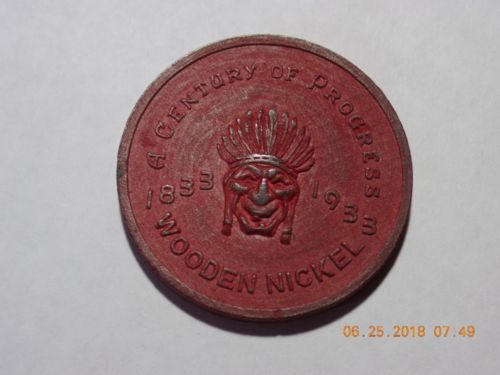 A CENTURY OF PROGRESS
1833 1933
WOODEN NICKEL
06.25.2018 07:49